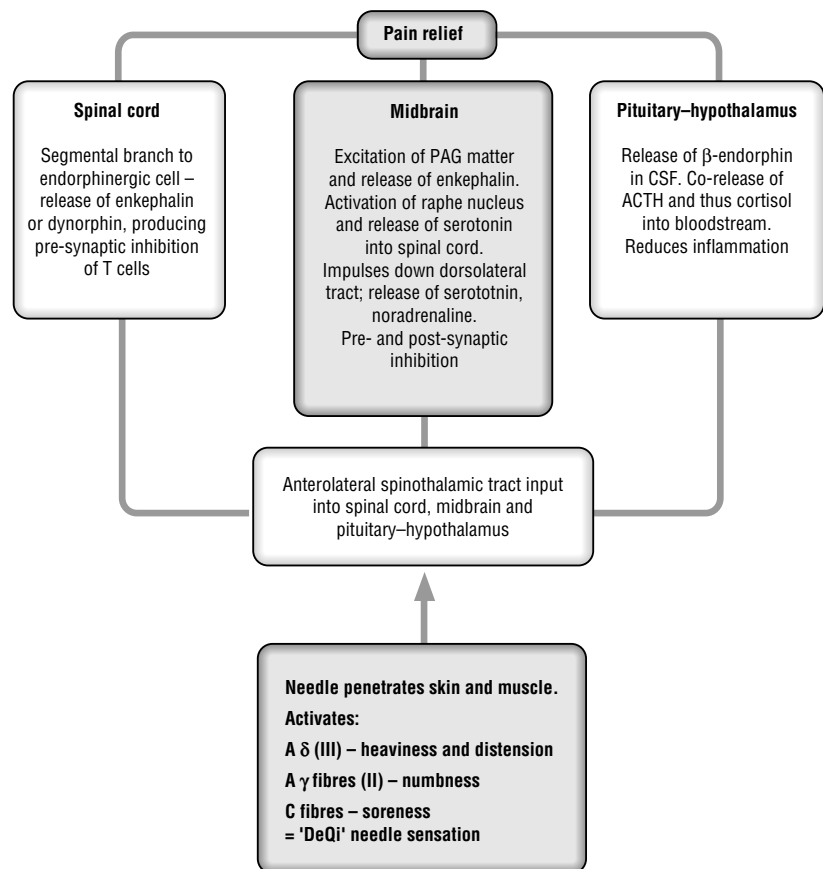 Pain relief
Spinal cord
Segmental branch to
endorphinergic cell –
release of enkephalin
or dynorphin, producing
pre-synaptic inhibition
of T cells
Midbrain
Excitation of PAG matter
and release of enkephalin.
Activation of raphe nucleus
and release of serotonin
into spinal cord.
Impulses down dorsolateral
tract; release of serototnin,
noradrenaline.
Pre- and post-synaptic
inhibition
Pituitary–hypothalamus
Release of β-endorphin
in CSF. Co-release of
ACTH and thus cortisol
into bloodstream.
Reduces inflammation
Anterolateral spinothalamic tract input
into spinal cord, midbrain and
pituitary–hypothalamus
Needle penetrates skin and muscle.
Activates:
A δ (III) – heaviness and distension
A γ fibres (II) – numbness
C fibres – soreness
= 'DeQi' needle sensation